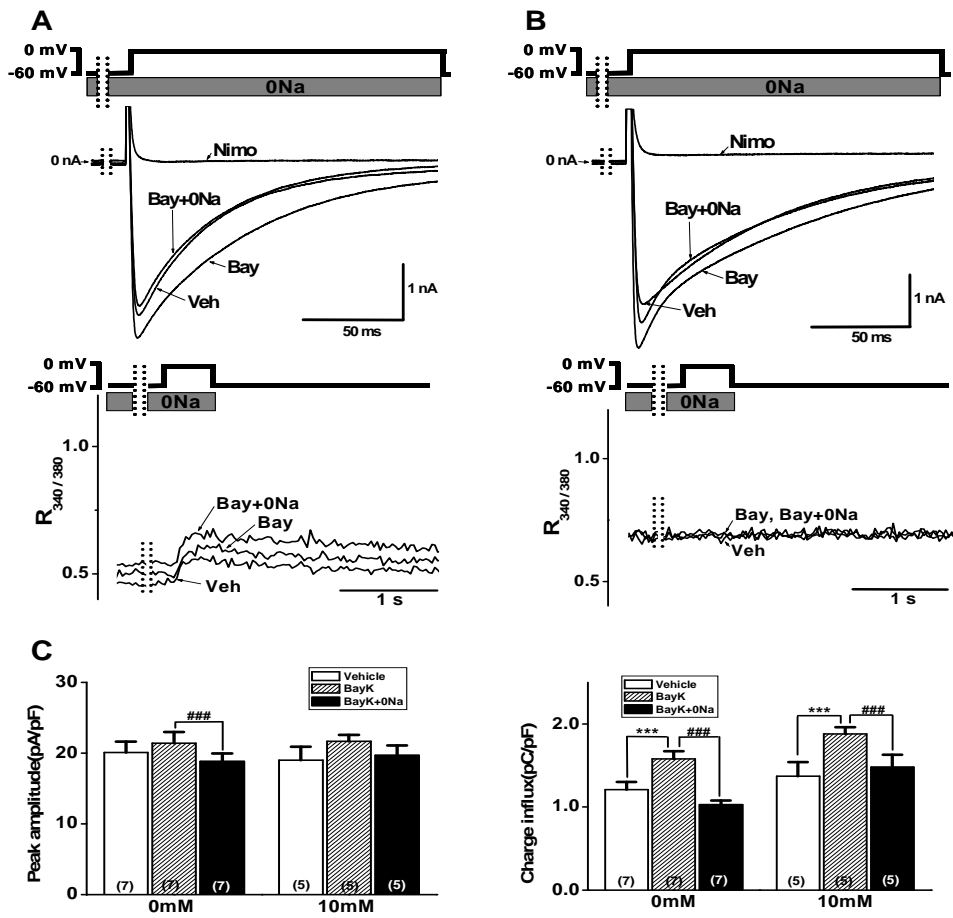 A
0 mV
-60 mV
0Na
0 nA
Nimo
Bay+0Na
Bay
Veh
1 nA
50 ms
0 mV
-60 mV
0Na
1.0
0.5
R340 / 380
Bay+0Na
Bay
Veh
1 s
B
0 mV
-60 mV
0Na
0 nA
Nimo
Bay+0Na
Bay
Veh
1 nA
50 ms
0 mV
-60 mV
0Na
1.0
0.5
R340 / 380
Bay, Bay+0Na
Veh
1 s
C
Peak amplitude(pA/pF)
30
20
10
0
Vehicle
BayK
BayK+0Na
###
(7) (7) (7) (5) (5) (5)
0mM 10mM
Charge influx(pC/pF)
2.0
1.0
0.0
Vehicle
BayK
BayK+0Na
*** ### *** ###
(7) (7) (7) (5) (5) (5)
0mM 10mM